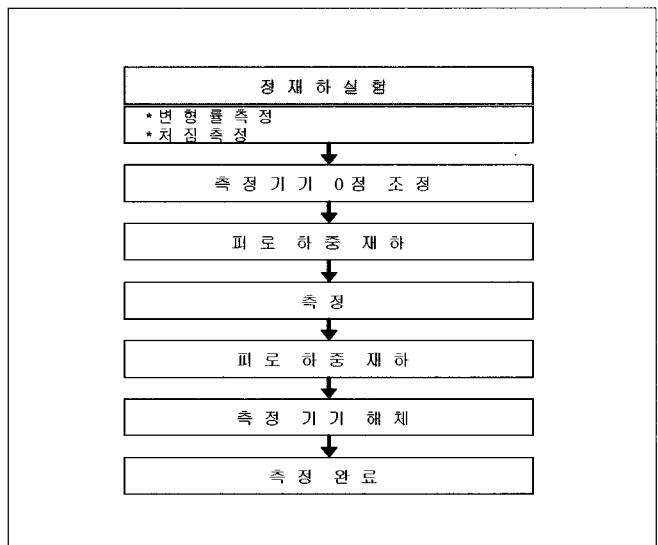 정재하실험
*변형률측정
*처짐측정
측정기기 0점 조정
피로 하중 재하
측정
피로 하중 재하
측정 기기 해체
측정 완료